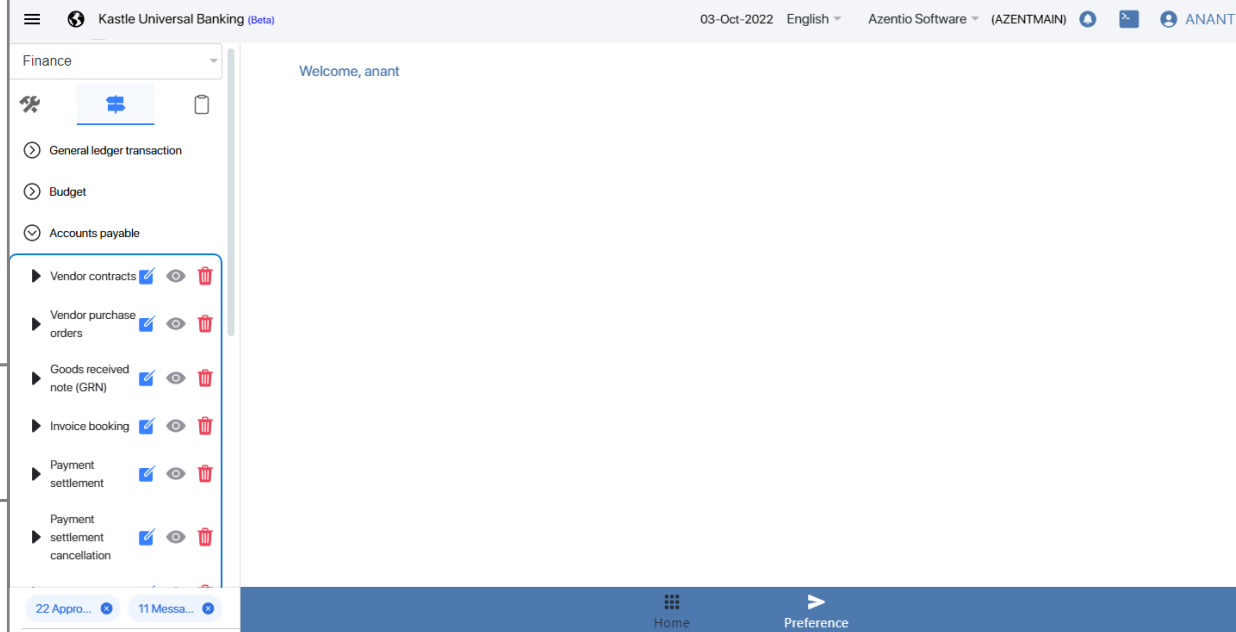 Kastle Universal Banking (Beta)
03-Oct-2022 English Azentio Software (AZENTMAIN) ANANT
Finance
Welcome, anant
General ledger transaction
Budget
Accounts payable
Vendor contracts
Vendor purchase
orders
Goods received
note (GRN)
Invoice booking
Payment
settlement
Payment
settlement
cancellation
22 Appro...
11 Messa...
Home
Preference